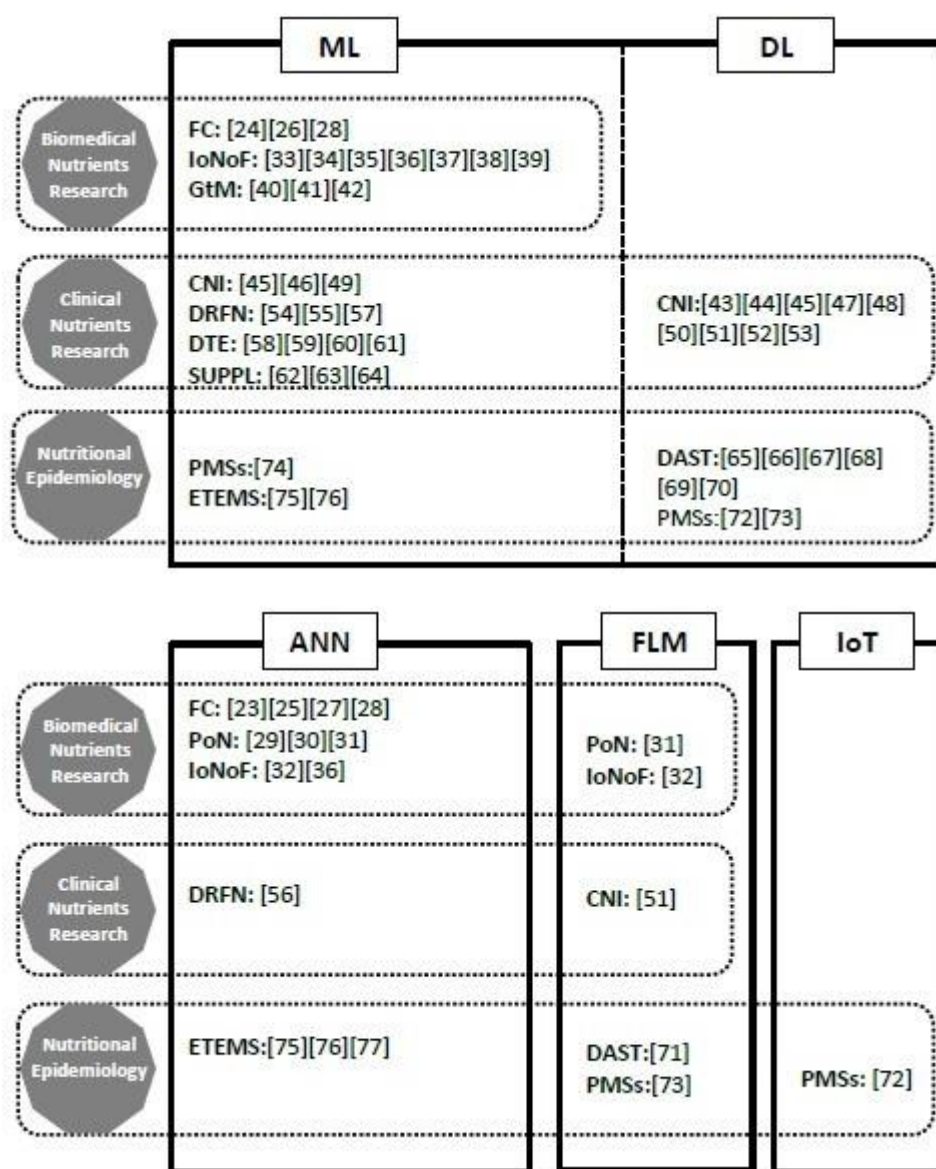 ML
DL
Biomedical
Nutrients
Research
FC: [24][26][28]
IoNoF: [33][34][35][36][37][38][39]
GtM: [40][41][42]
Clinical
Nutrients
Research
CNI: [45][46][49]
DRFN: [54][55][57]
DTE: [58][59][60][61]
SUPPL: [62][63][64]
CNI:[43][44][45][47][48]
[50][51][52][53]
Nutritional
Epidemiology
PMSs:[74]
ETEMS:[75][76]
DAST:[65][66][67][68]
[69][70]
PMSs:[72][73]
ANN
FLM
IoT
Biomedical
Nutrients
Research
FC: [23][25][27][28]
PoN: [29][30][31]
IoNoF: [32][36]
PoN: [31]
IoNoF: [32]
Clinical
Nutrients
Research
DRFN: [56]
CNI: [51]
Nutritional
Epidemiology
ETEMS:[75][76][77]
DAST:[71]
PMSs:[73]
PMSs: [72]